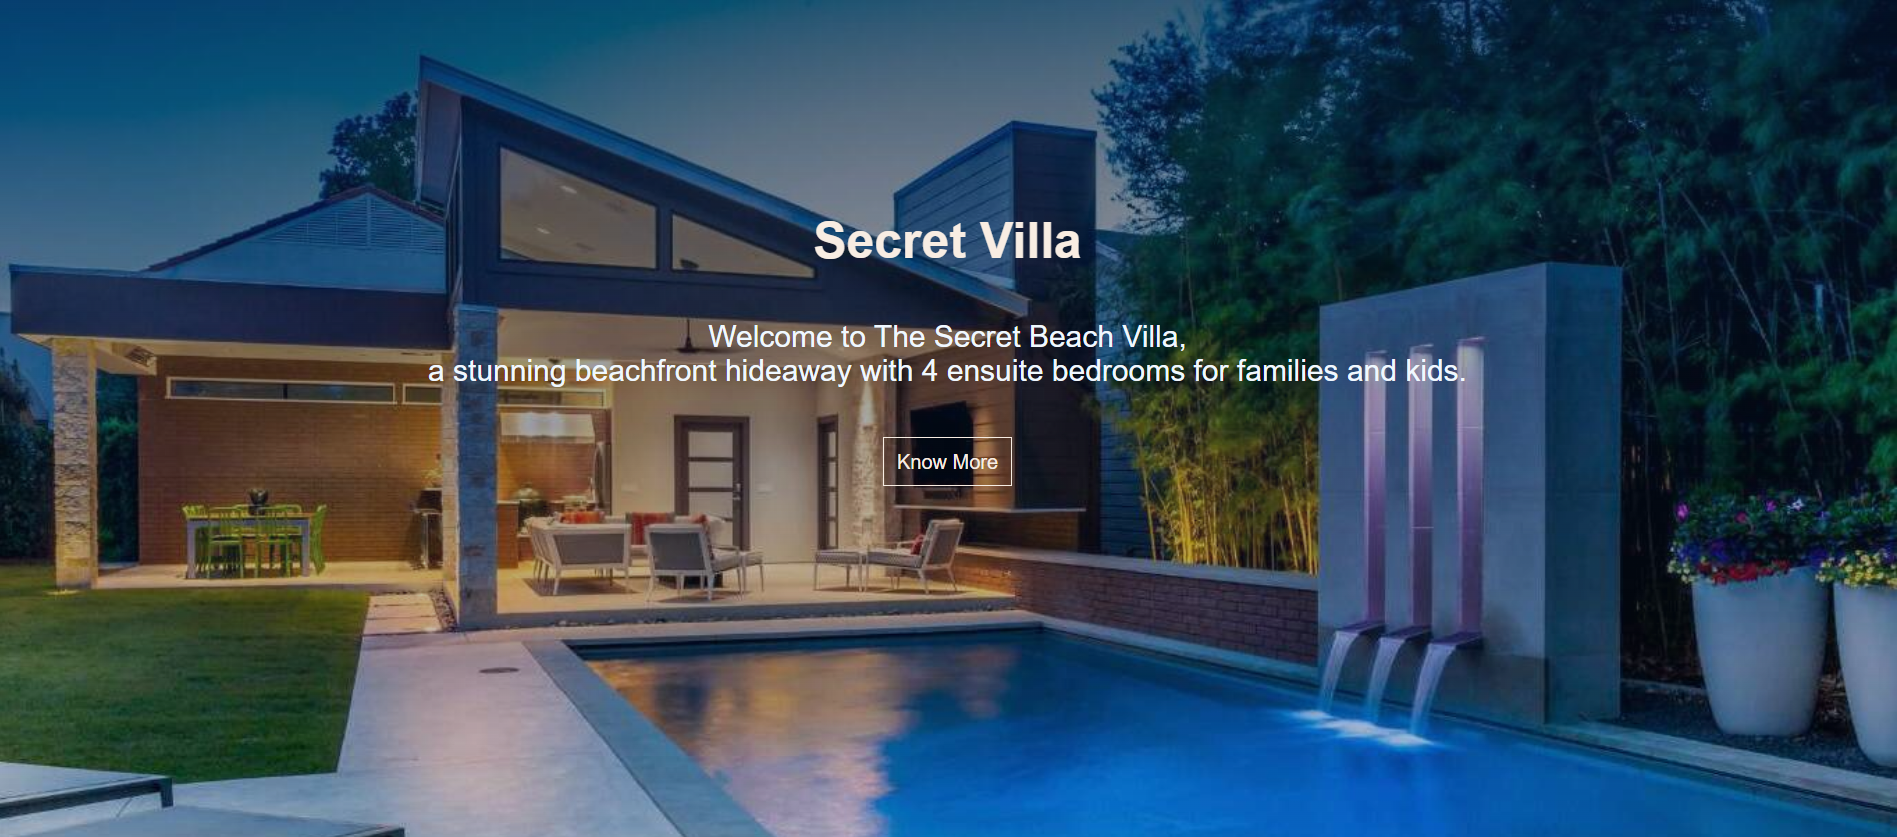 Secret Villa
Welcome to The Secret Beach Villa,
a stunning beachfront hideaway with 4 ensuite bedrooms for families and kids.
Know More